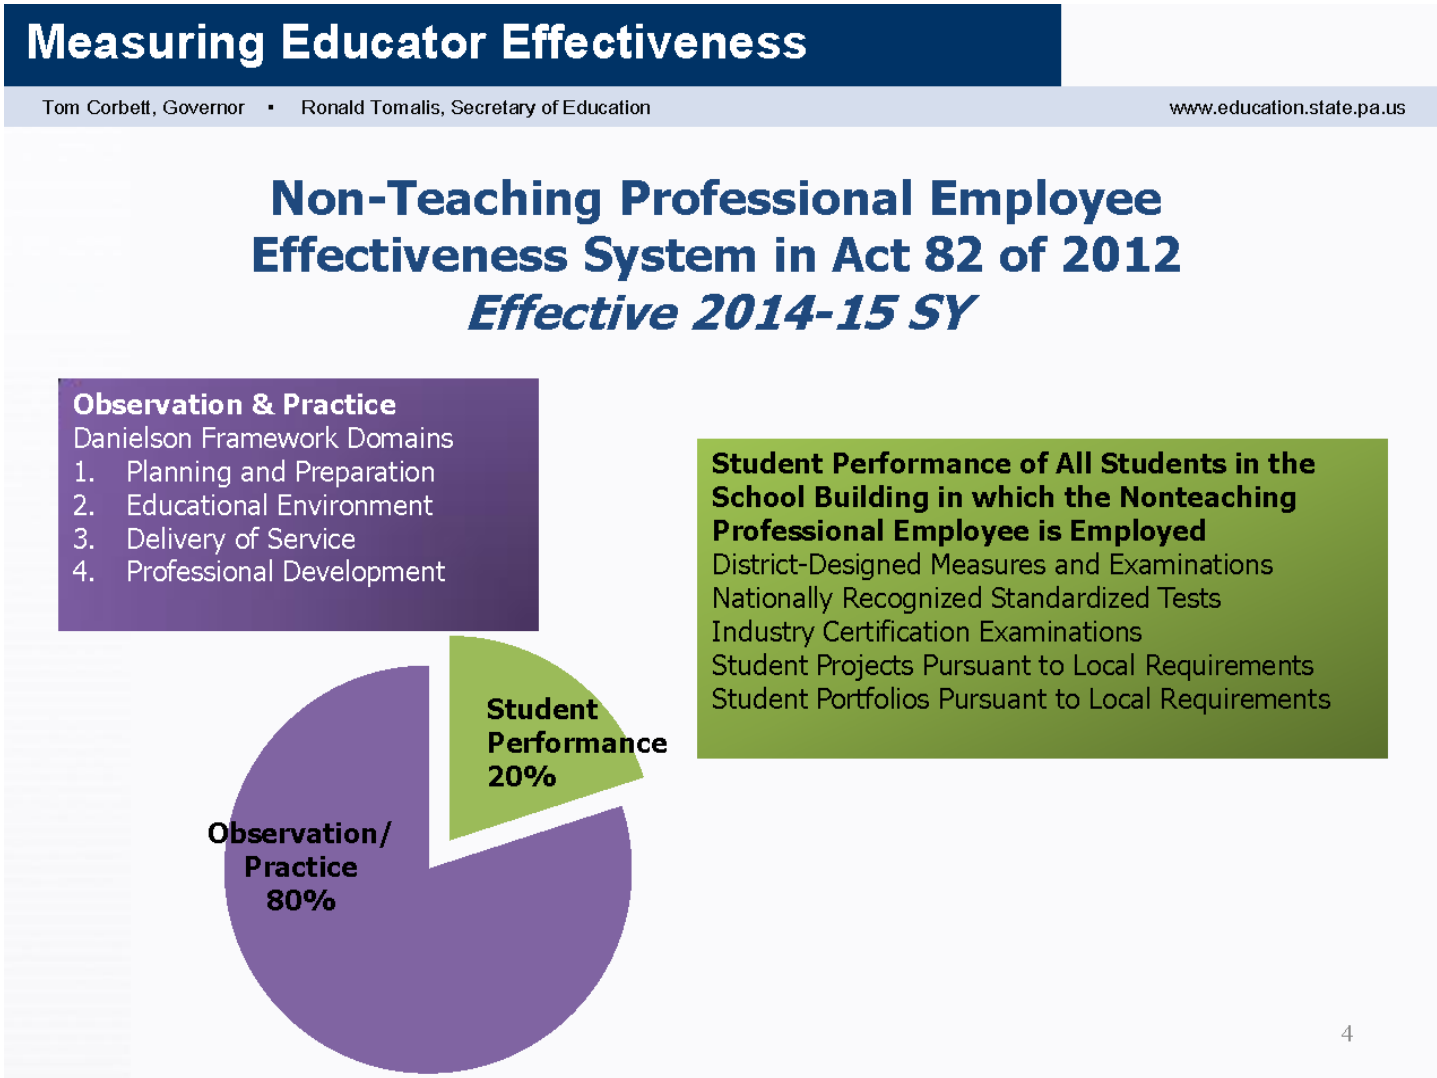 Measuring Educator Effectiveness
Tom Corbett, Governor ▪ Ronald Tomalis, Secretary of Education www.education.state.pa.us
Non-Teaching Professional Employee
Effectiveness System in Act 82 of 2012
Effective 2014-15 SY
Observation & Practice
Danielson Framework Domains
1. Planning and Preparation
2. Educational Environment
3. Delivery of Service
4. Professional Development
Student Performance of All Students in the
School Building in which the Nonteaching
Professional Employee is Employed
District-Designed Measures and Examinations
Nationally Recognized Standardized Tests
Industry Certification Examinations
Student Projects Pursuant to Local Requirements
Student Portfolios Pursuant to Local Requirements
Student
Performance
20%
Observation/
Practice
80%
4